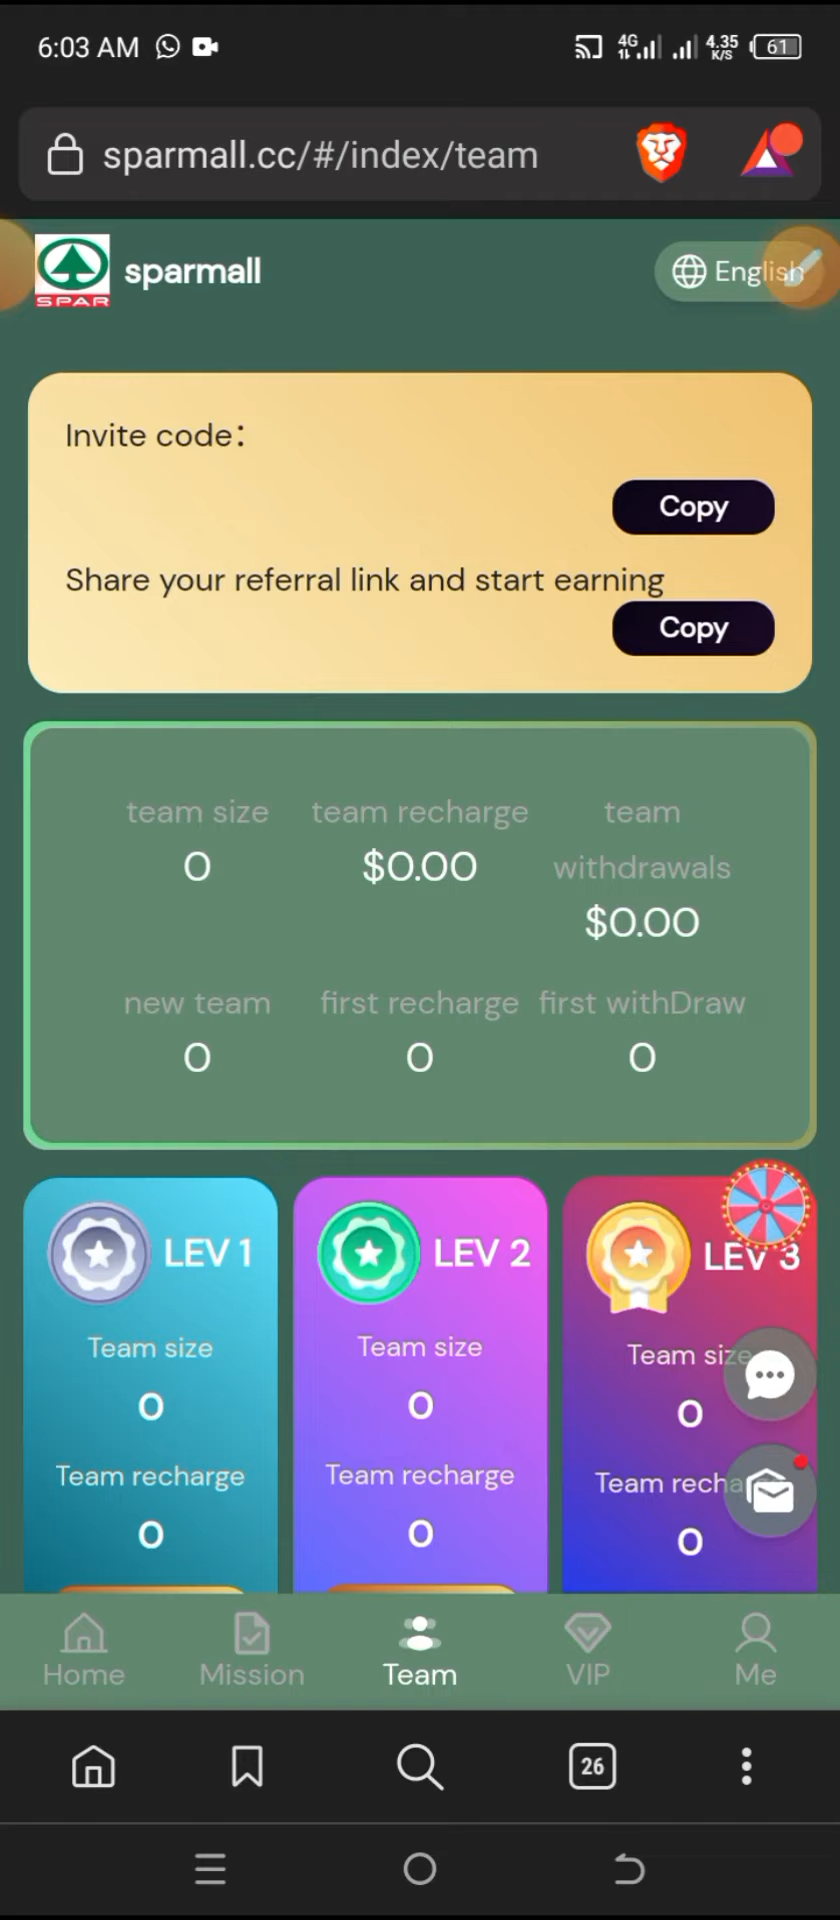 6:03 AM
4G
4.35
K/S
61
sparmall.cc/#/index/team
SPAR
sparmall
English
Invite code：
Copy
Share your referral link and start earning
Copy
team size
team recharge
team withdrawals
0
$0.00
$0.00
new team
first recharge
first withDraw
0
0
0
LEV 1
Team size
0
Team recharge
0
LEV 2
Team size
0
Team recharge
0
LEV 3
Team size
0
Team recha
0
Home
Mission
Team
VIP
Me
26